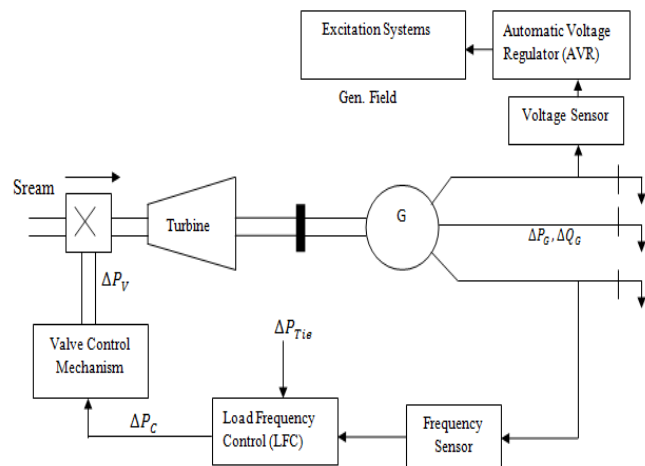 Excitation Systems
Automatic Voltage
Regulator (AVR)
Gen. Field
Voltage Sensor
Sream
Turbine
G
ΔP_G, ΔQ_G
ΔP_V
Valve Control
Mechanism
ΔP_Tie
ΔP_C
Load Frequency
Control (LFC)
Frequency
Sensor